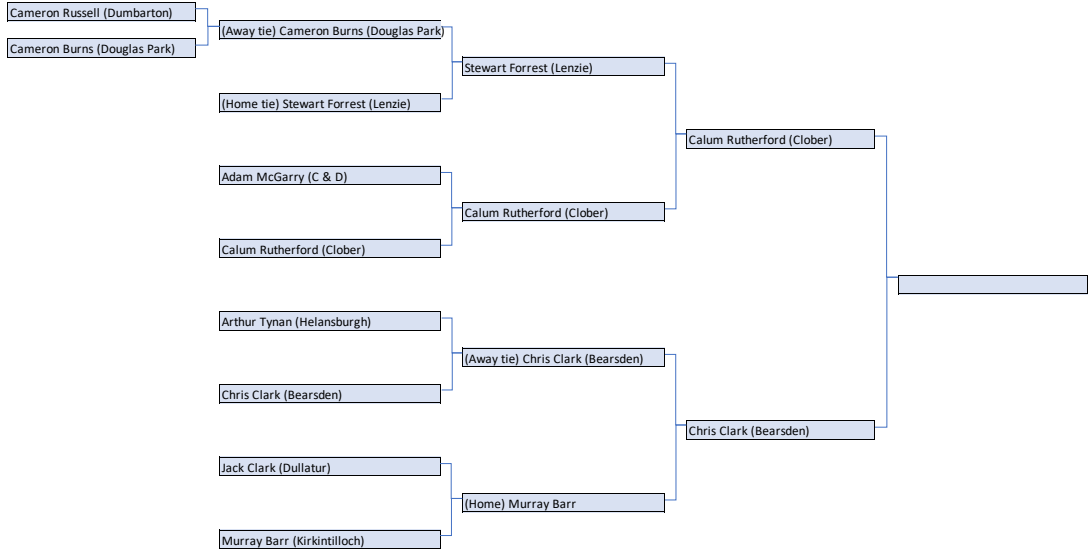 Cameron Russell (Dumbarton)
Cameron Burns (Douglas Park)
(Away tie) Cameron Burns (Douglas Park)
(Home tie) Stewart Forrest (Lenzie)
Adam McGarry (C & D)
Calum Rutherford (Clober)
Arthur Tynan (Helansburgh)
Chris Clark (Bearsden)
Jack Clark (Dullatur)
Murray Barr (Kirkintilloch)
Stewart Forrest (Lenzie)
Calum Rutherford (Clober)
(Away tie) Chris Clark (Bearsden)
(Home) Murray Barr
Calum Rutherford (Clober)
Chris Clark (Bearsden)